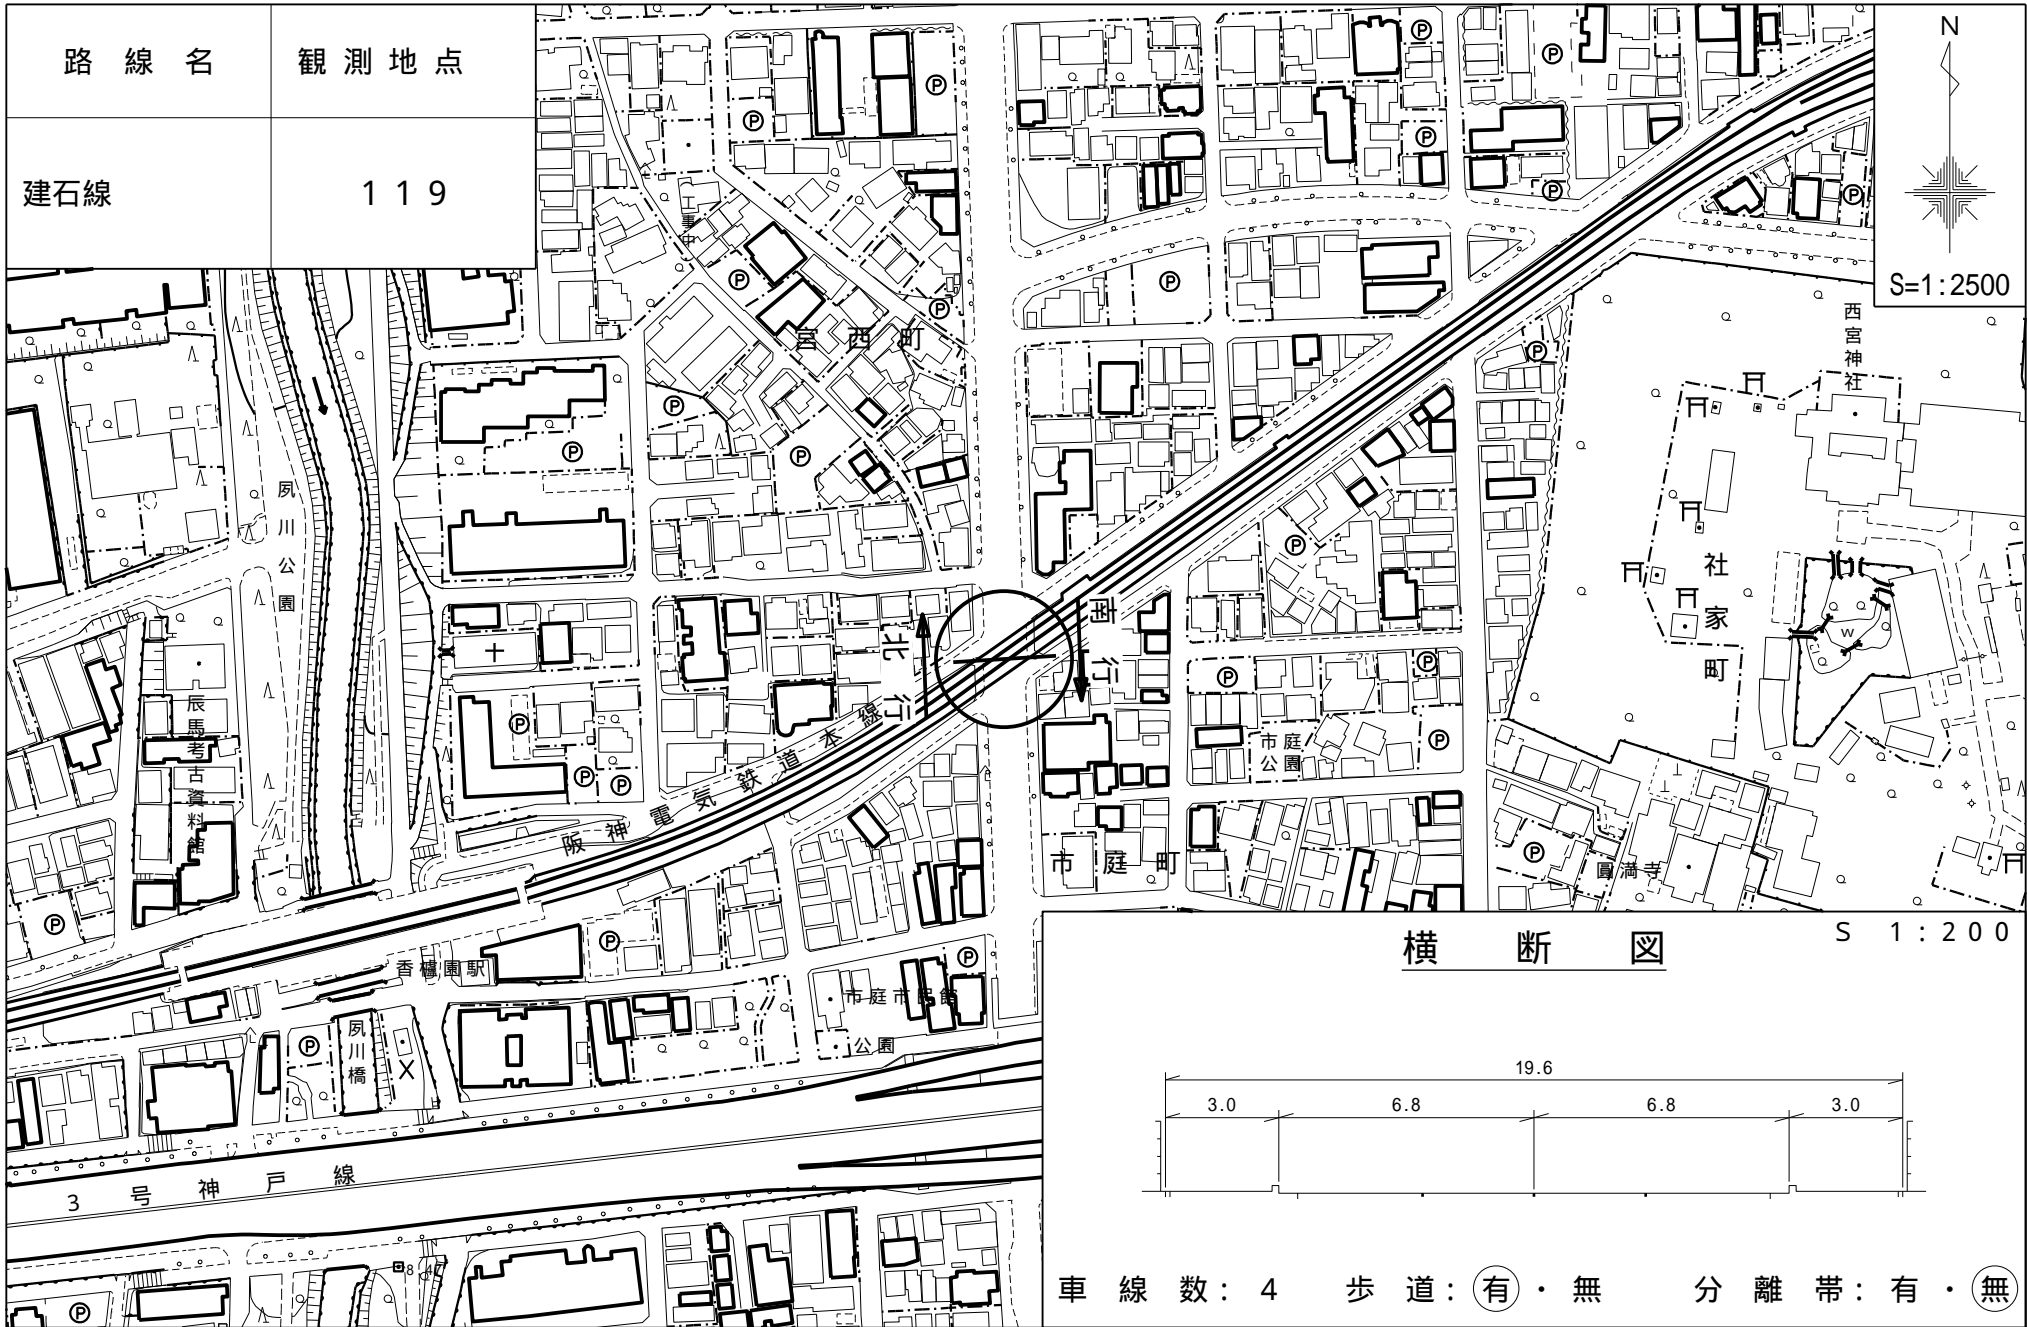 路線名 観測地点
建石線 119
N
S=1:2500
工事中
宮西町
西宮神社
夙川公園
社家町
南行
北行
W
辰馬考古資料館
阪神電気鉄道本線
市庭公園
市庭町
圓満寺
香櫨園駅
市庭市民館
公園
夙川橋
3号神戸線
横断図
S 1:200
19.6
3.0 6.8 6.8 3.0
車線数: 4 歩道: 有・無 分離帯: 有・無